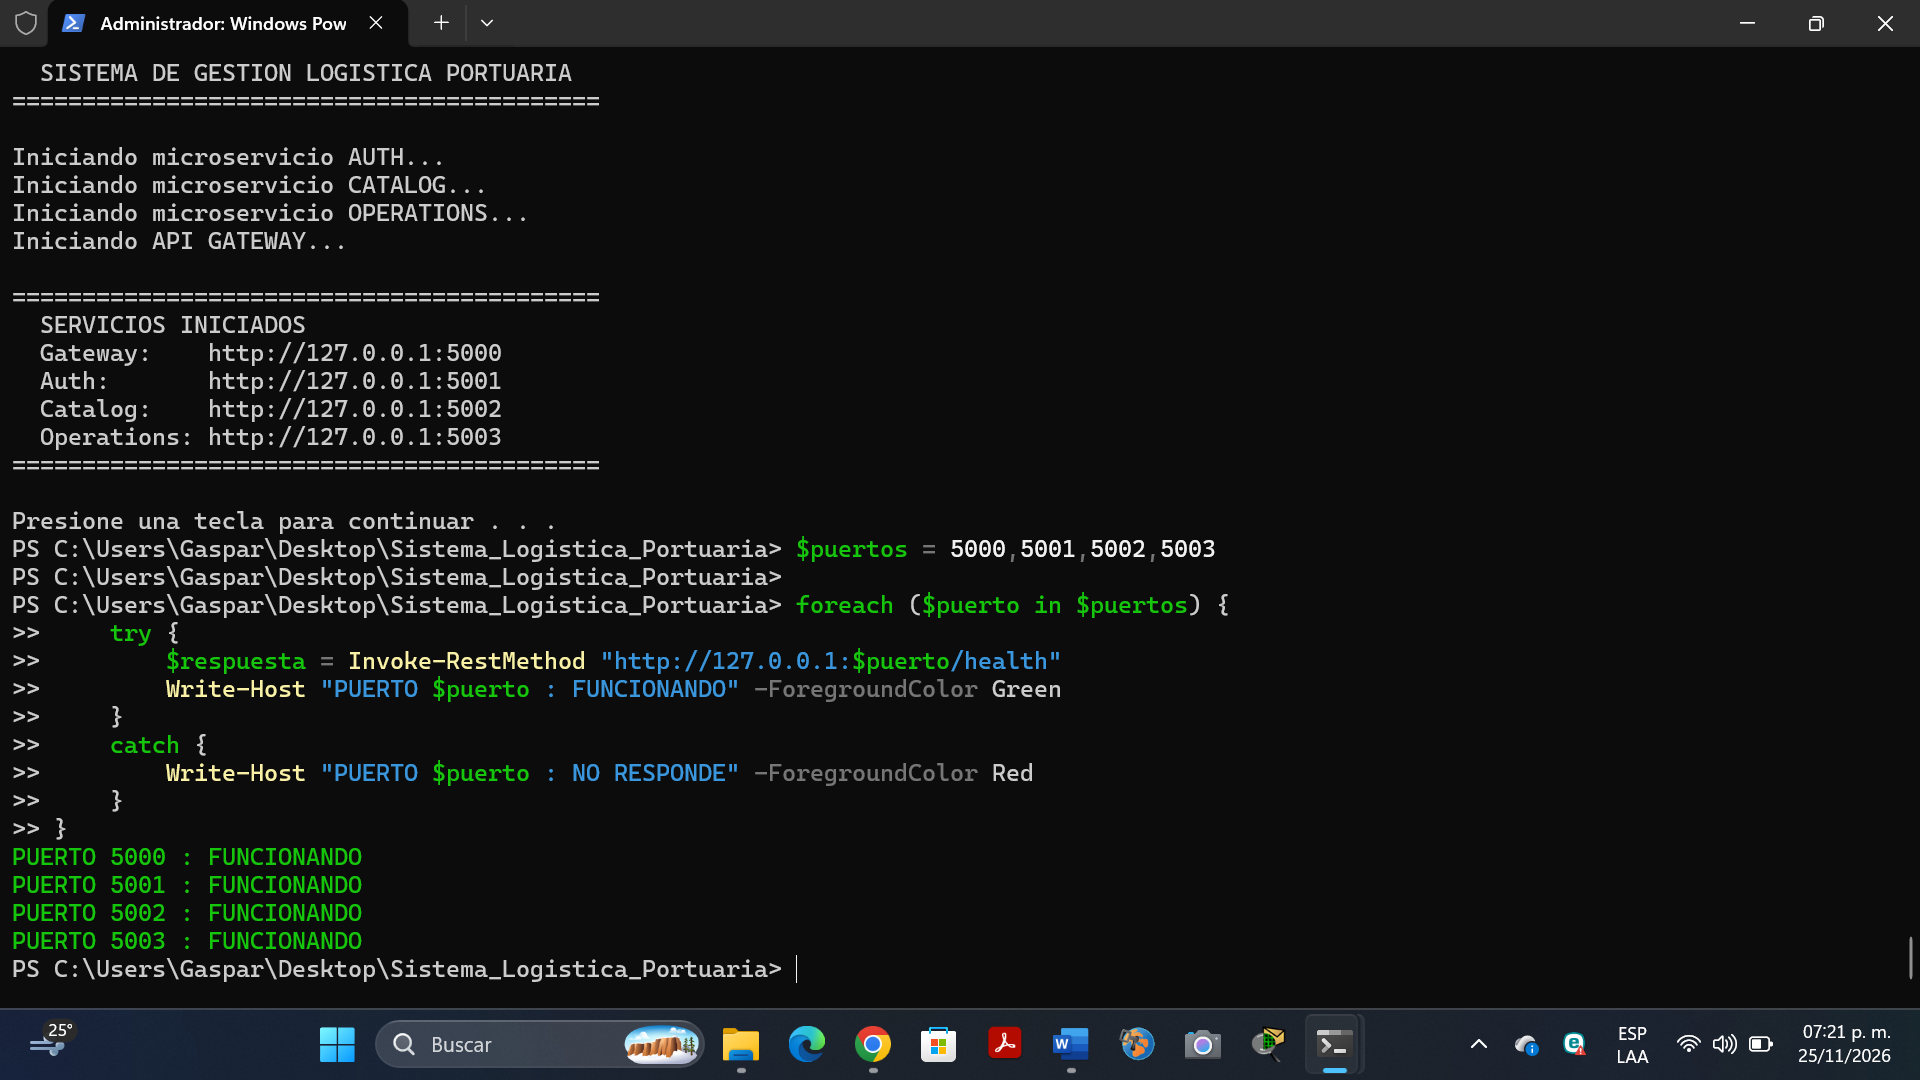 Administrador: Windows Pow
SISTEMA DE GESTION LOGISTICA PORTUARIA
==========================================
Iniciando microservicio AUTH...
Iniciando microservicio CATALOG...
Iniciando microservicio OPERATIONS...
Iniciando API GATEWAY...
==========================================
SERVICIOS INICIADOS
Gateway:    http://127.0.0.1:5000
Auth:       http://127.0.0.1:5001
Catalog:    http://127.0.0.1:5002
Operations: http://127.0.0.1:5003
==========================================
Presione una tecla para continuar . . .
PS C:\Users\Gaspar\Desktop\Sistema_Logistica_Portuaria> $puertos = 5000,5001,5002,5003
PS C:\Users\Gaspar\Desktop\Sistema_Logistica_Portuaria>
PS C:\Users\Gaspar\Desktop\Sistema_Logistica_Portuaria> foreach ($puerto in $puertos) {
>>     try {
>>         $respuesta = Invoke-RestMethod "http://127.0.0.1:$puerto/health"
>>         Write-Host "PUERTO $puerto : FUNCIONANDO" -ForegroundColor Green
>>     }
>>     catch {
>>         Write-Host "PUERTO $puerto : NO RESPONDE" -ForegroundColor Red
>>     }
>> }
PUERTO 5000 : FUNCIONANDO
PUERTO 5001 : FUNCIONANDO
PUERTO 5002 : FUNCIONANDO
PUERTO 5003 : FUNCIONANDO
PS C:\Users\Gaspar\Desktop\Sistema_Logistica_Portuaria>
25°
Buscar
ESP
LAA
07:21 p. m.
25/11/2026